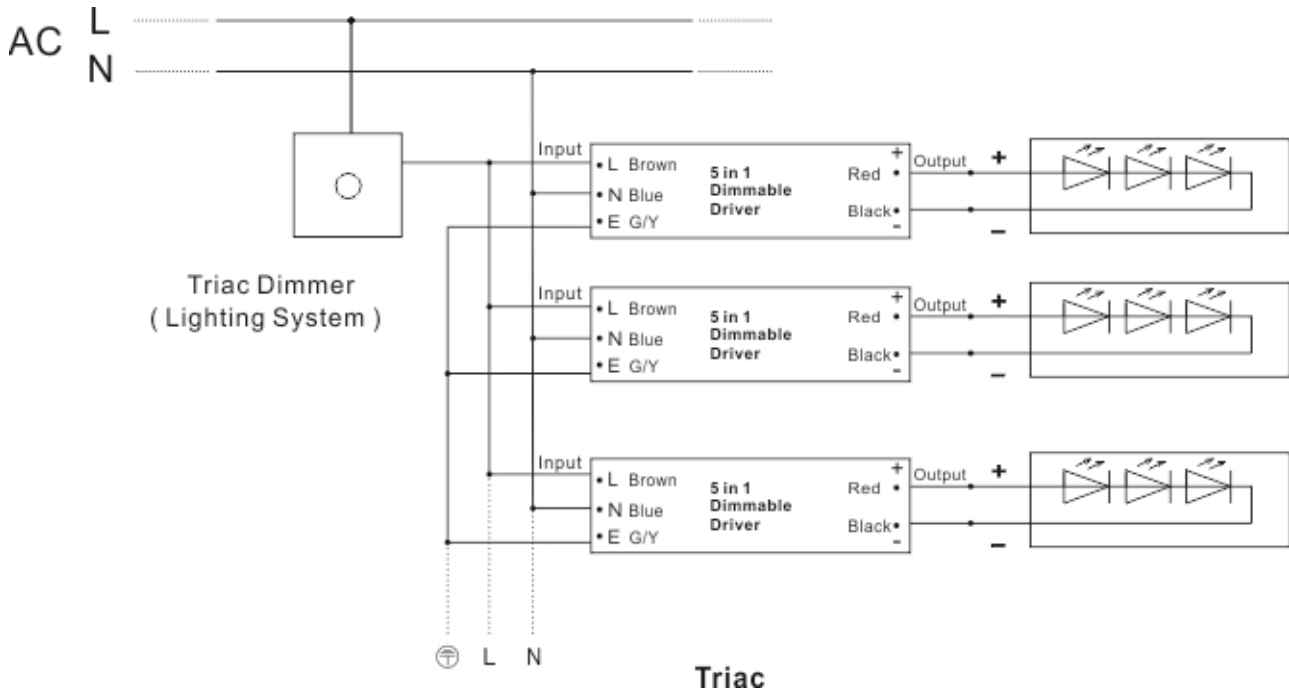 AC L
N
Triac Dimmer
( Lighting System )
Input
L Brown
N Blue
E G/Y
5 in 1
Dimmable
Driver
+
Red
Black
-
Output
+
-
Input
L Brown
N Blue
E G/Y
5 in 1
Dimmable
Driver
+
Red
Black
-
Output
+
-
Input
L Brown
N Blue
E G/Y
5 in 1
Dimmable
Driver
+
Red
Black
-
Output
+
-
L N
Triac